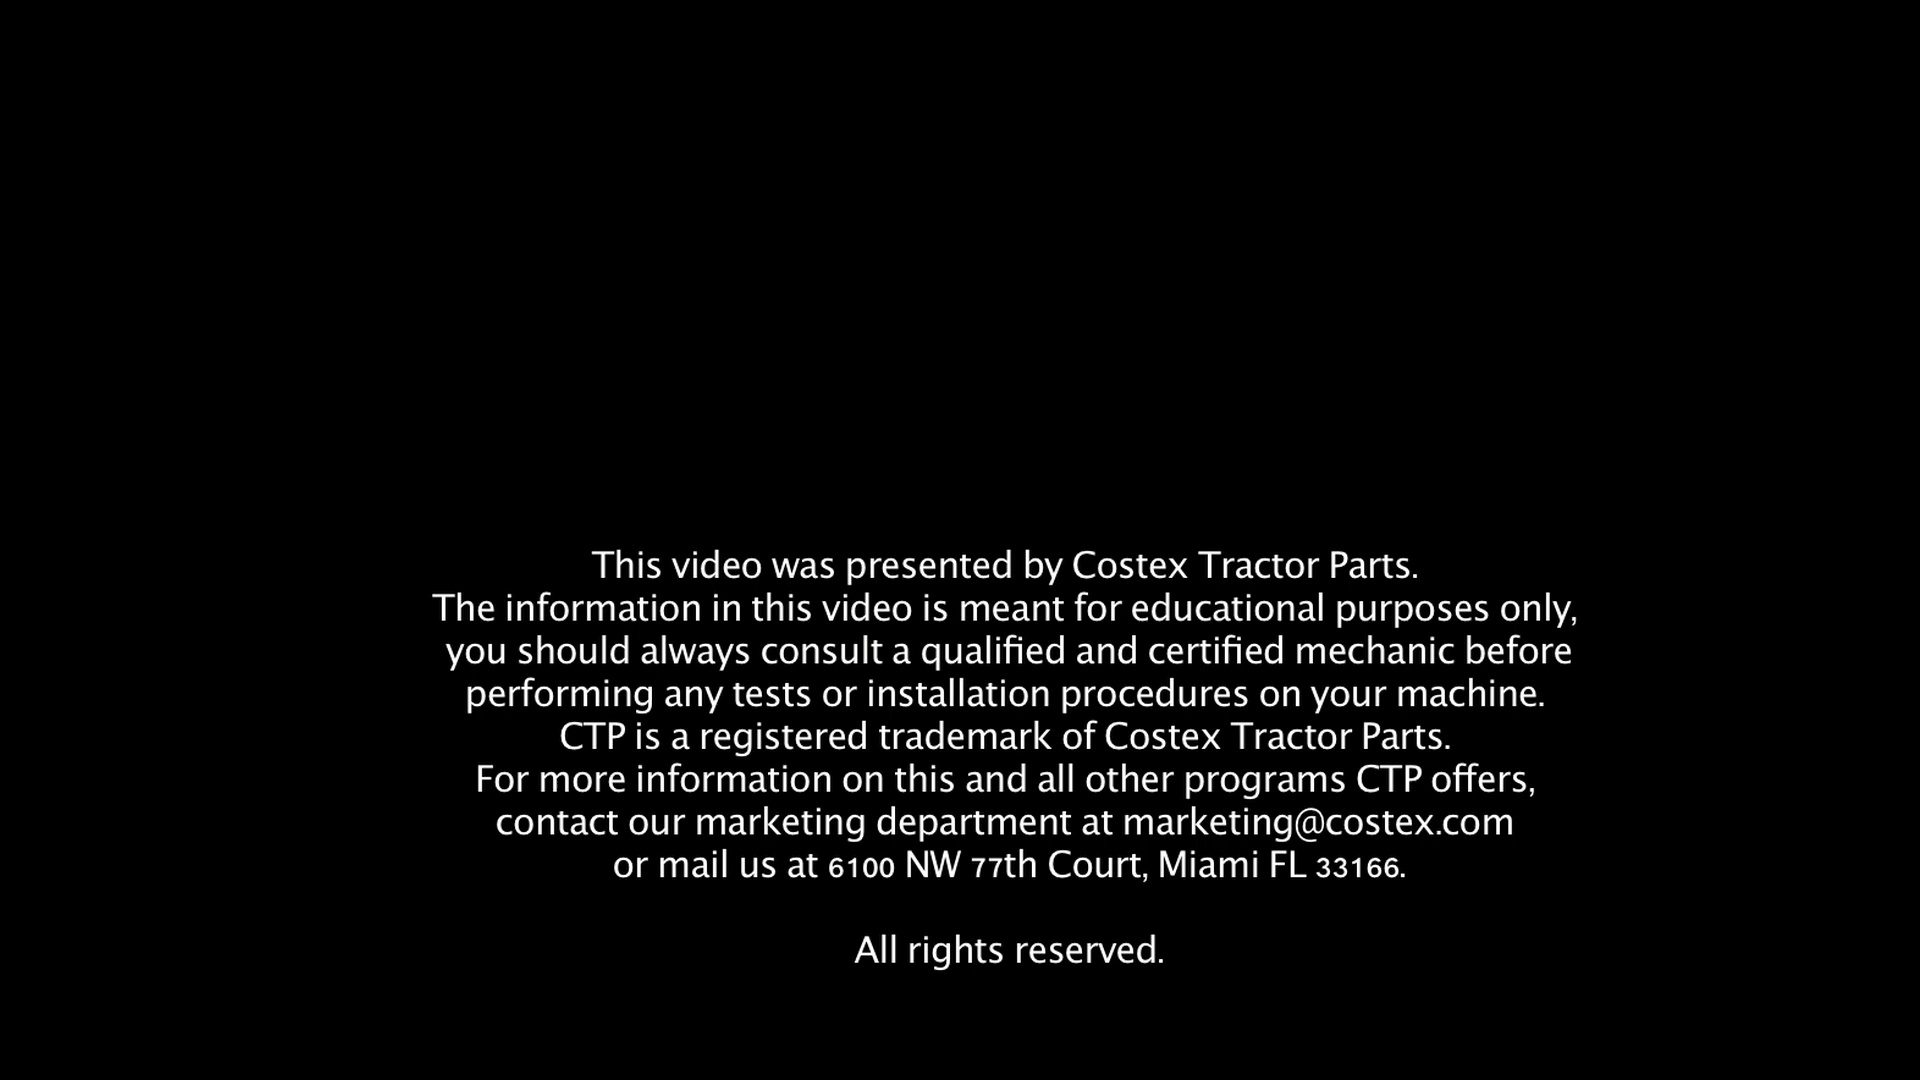 This video was presented by Costex Tractor Parts.
The information in this video is meant for educational purposes only,
you should always consult a qualified and certified mechanic before
performing any tests or installation procedures on your machine.
CTP is a registered trademark of Costex Tractor Parts.
For more information on this and all other programs CTP offers,
contact our marketing department at marketing@costex.com
or mail us at 6100 NW 77th Court, Miami FL 33166.
All rights reserved.